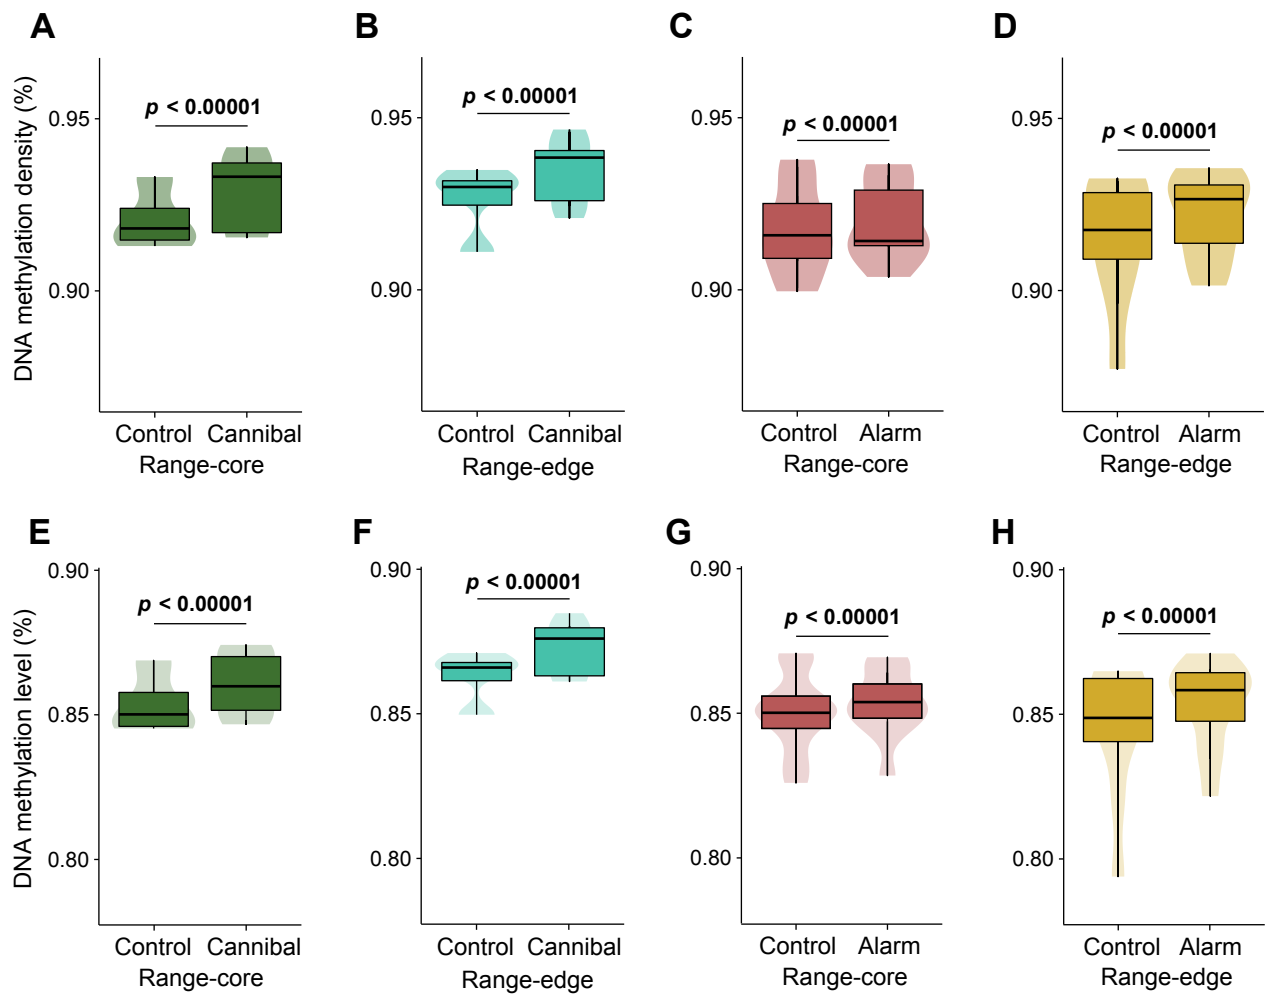 A
B
C
D
DNA methylation density (%)
0.95
0.90
p < 0.00001
Control Cannibal
Range-core
0.95
0.90
p < 0.00001
Control Cannibal
Range-edge
0.95
0.90
p < 0.00001
Control Alarm
Range-core
0.95
0.90
p < 0.00001
Control Alarm
Range-edge
E
F
G
H
DNA methylation level (%)
0.90
0.85
0.80
p < 0.00001
Control Cannibal
Range-core
0.90
0.85
0.80
p < 0.00001
Control Cannibal
Range-edge
0.90
0.85
0.80
p < 0.00001
Control Alarm
Range-core
0.90
0.85
0.80
p < 0.00001
Control Alarm
Range-edge